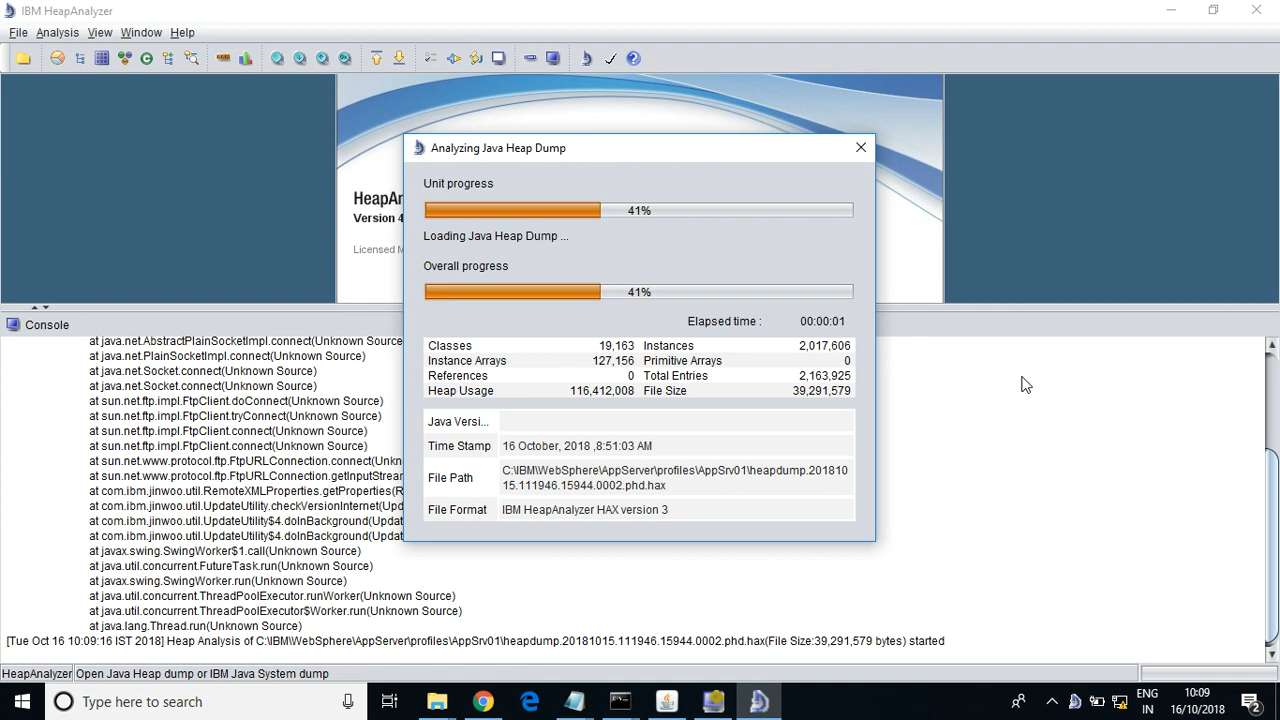 IBM HeapAnalyzer
File Analysis View Window Help
HeapAr
Version 4
Licensed M
Analyzing Java Heap Dump
Unit progress
41%
Loading Java Heap Dump ...
Overall progress
41%
Elapsed time : 00:00:01
Classes 19,163 Instances 2,017,606
Instance Arrays 127,156 Primitive Arrays 0
References 0 Total Entries 2,163,925
Heap Usage 116,412,008 File Size 39,291,579
Java Versi...
Time Stamp 16 October, 2018 ,8:51:03 AM
File Path C:\IBM\WebSphere\AppServer\profiles\AppSrv01\heapdump.201810
15.111946.15944.0002.phd.hax
File Format IBM HeapAnalyzer HAX version 3
Console
at java.net.AbstractPlainSocketImpl.connect(Unknown Source
at java.net.PlainSocketImpl.connect(Unknown Source)
at java.net.Socket.connect(Unknown Source)
at java.net.Socket.connect(Unknown Source)
at sun.net.ftp.impl.FtpClient.doConnect(Unknown Source)
at sun.net.ftp.impl.FtpClient.tryConnect(Unknown Source)
at sun.net.ftp.impl.FtpClient.connect(Unknown Source)
at sun.net.ftp.impl.FtpClient.connect(Unknown Source)
at sun.net.www.protocol.ftp.FtpURLConnection.connect(Unkn
at sun.net.www.protocol.ftp.FtpURLConnection.getInputStrean
at com.ibm.jinwoo.util.RemoteXMLProperties.getProperties(R
at com.ibm.jinwoo.util.UpdateUtility.checkVersionInternet(Upd
at com.ibm.jinwoo.util.UpdateUtility$4.doInBackground(Updat
at com.ibm.jinwoo.util.UpdateUtility$4.doInBackground(Updat
at javax.swing.SwingWorker$1.call(Unknown Source)
at java.util.concurrent.FutureTask.run(Unknown Source)
at javax.swing.SwingWorker.run(Unknown Source)
at java.util.concurrent.ThreadPoolExecutor.runWorker(Unknown Source)
at java.util.concurrent.ThreadPoolExecutor$Worker.run(Unknown Source)
at java.lang.Thread.run(Unknown Source)
[Tue Oct 16 10:09:16 IST 2018] Heap Analysis of C:\IBM\WebSphere\AppServer\profiles\AppSrv01\heapdump.20181015.111946.15944.0002.phd.hax(File Size:39,291,579 bytes) started
HeapAnalyzer Open Java Heap dump or IBM Java System dump
Type here to search
ENG 10:09
IN 16/10/2018 2